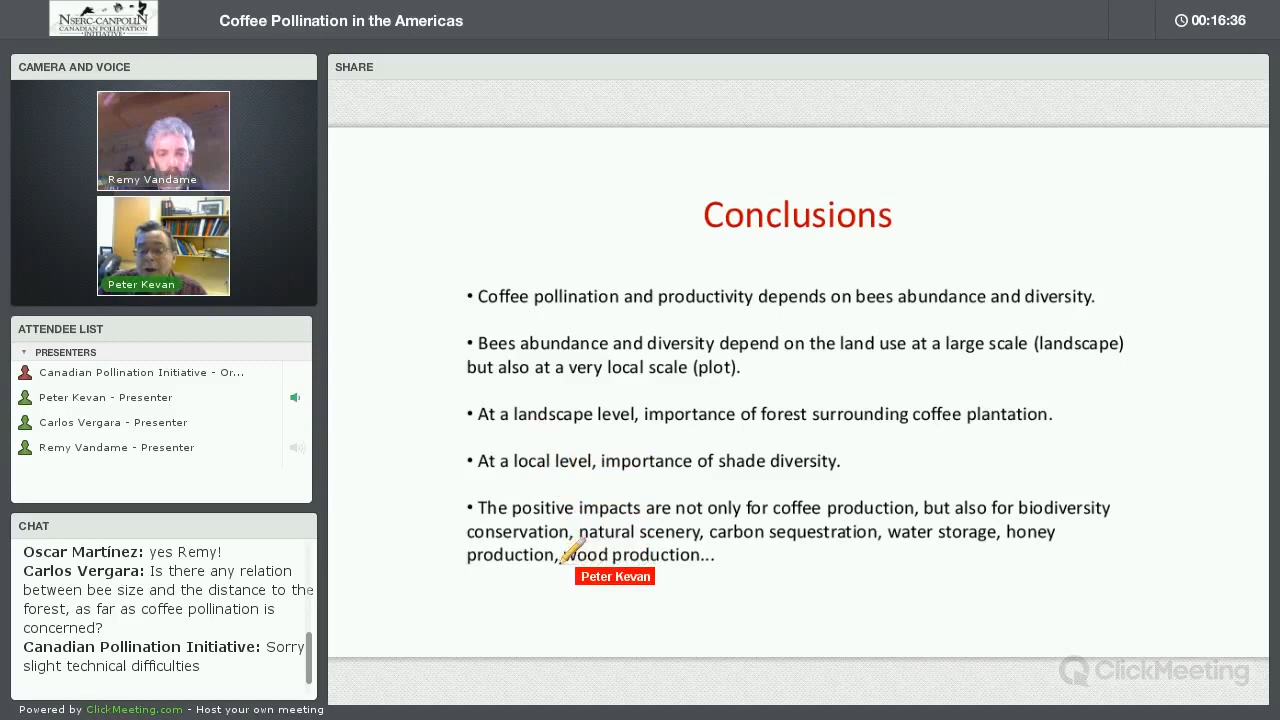 NSERC-CANPOLIN
CANADIAN POLLINATION
INITIATIVE
Coffee Pollination in the Americas
00:16:36
CAMERA AND VOICE
Remy Vandame
Peter Kevan
ATTENDEE LIST
PRESENTERS
Canadian Pollination Initiative - Or...
Peter Kevan - Presenter
Carlos Vergara - Presenter
Remy Vandame - Presenter
CHAT
Oscar Martínez: yes Remy!
Carlos Vergara: Is there any relation
between bee size and the distance to the
forest, as far as coffee pollination is
concerned?
Canadian Pollination Initiative: Sorry
slight technical difficulties
Powered by ClickMeeting.com - Host your own meeting
SHARE
Conclusions
• Coffee pollination and productivity depends on bees abundance and diversity.
• Bees abundance and diversity depend on the land use at a large scale (landscape)
but also at a very local scale (plot).
• At a landscape level, importance of forest surrounding coffee plantation.
• At a local level, importance of shade diversity.
• The positive impacts are not only for coffee production, but also for biodiversity
conservation, natural scenery, carbon sequestration, water storage, honey
production, wood production...
Peter Kevan
ClickMeeting